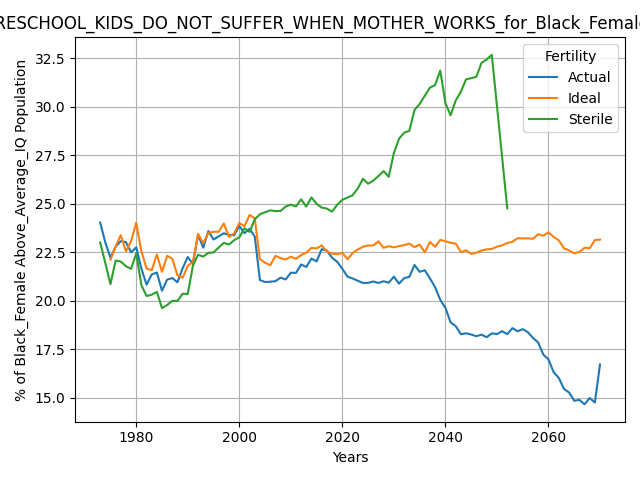 RESCHOOL_KIDS_DO_NOT_SUFFER_WHEN_MOTHER_WORKS_for_Black_Female
Fertility
Actual
Ideal
Sterile
% of Black_Female Above_Average_IQ Population
32.5
30.0
27.5
25.0
22.5
20.0
17.5
15.0
1980
2000
2020
2040
2060
Years